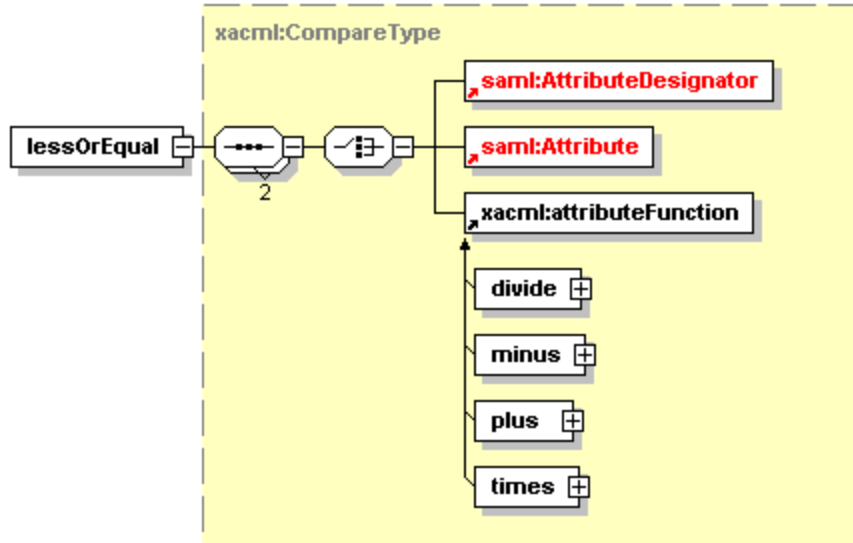 xacml:CompareType
saml:AttributeDesignator
lessOrEqual
saml:Attribute
2
xacml:attributeFunction
divide
minus
plus
times